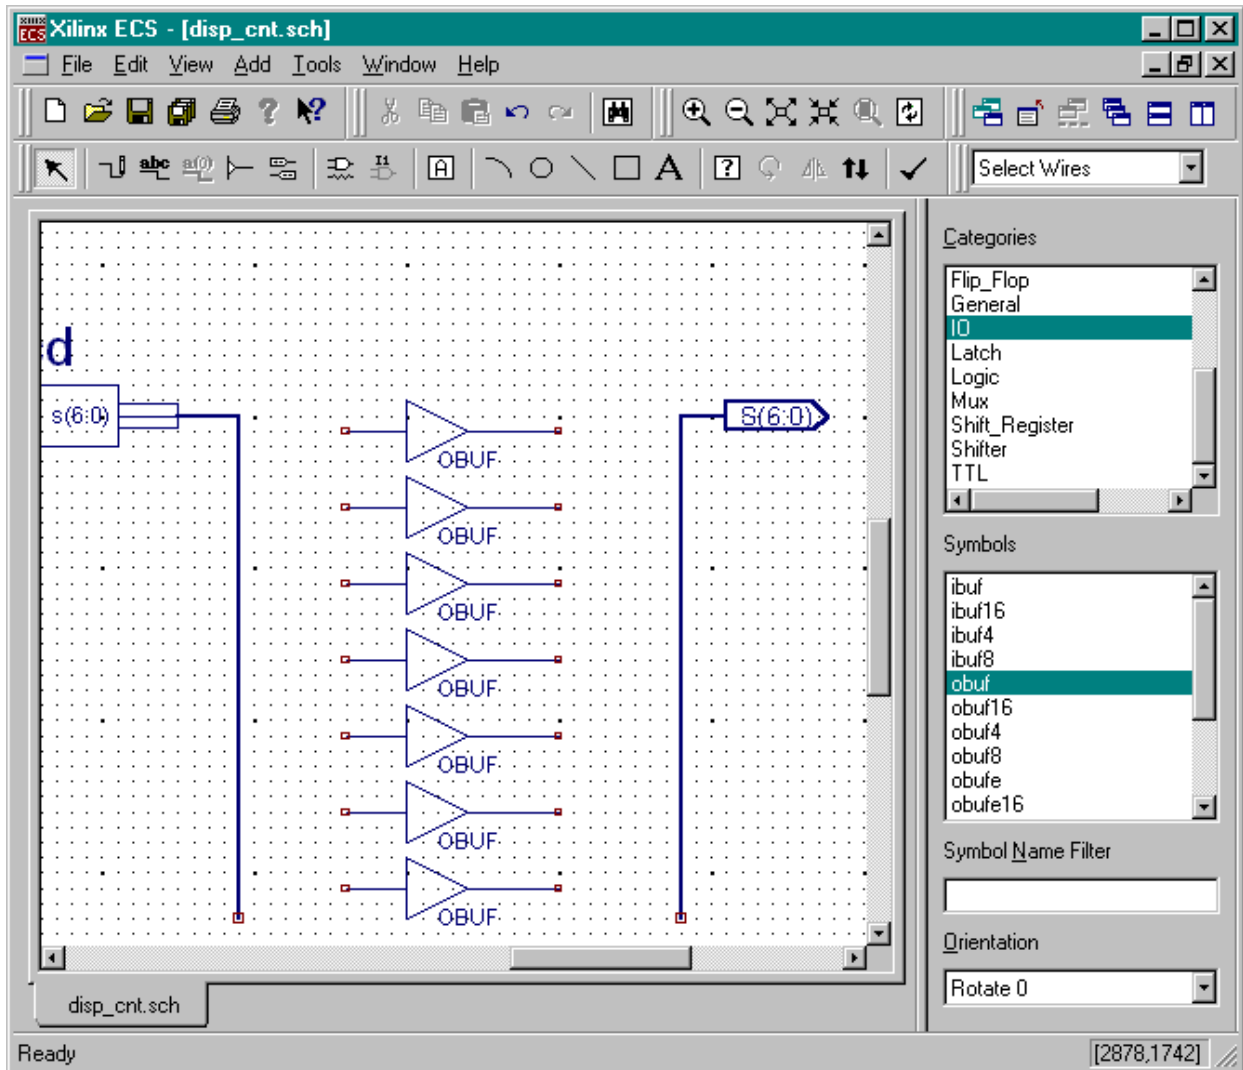 Xilinx ECS - [disp_cnt.sch]
File Edit View Add Tools Window Help
Select Wires
d
s(6:0)
S(6:0)
OBUF
OBUF
OBUF
OBUF
OBUF
OBUF
OBUF
disp_cnt.sch
Categories
Flip_Flop
General
IO
Latch
Logic
Mux
Shift_Register
Shifter
TTL
Symbols
ibuf
ibuf16
ibuf4
ibuf8
obuf
obuf16
obuf4
obuf8
obufe
obufe16
Symbol Name Filter
Orientation
Rotate 0
Ready
[2878,1742]